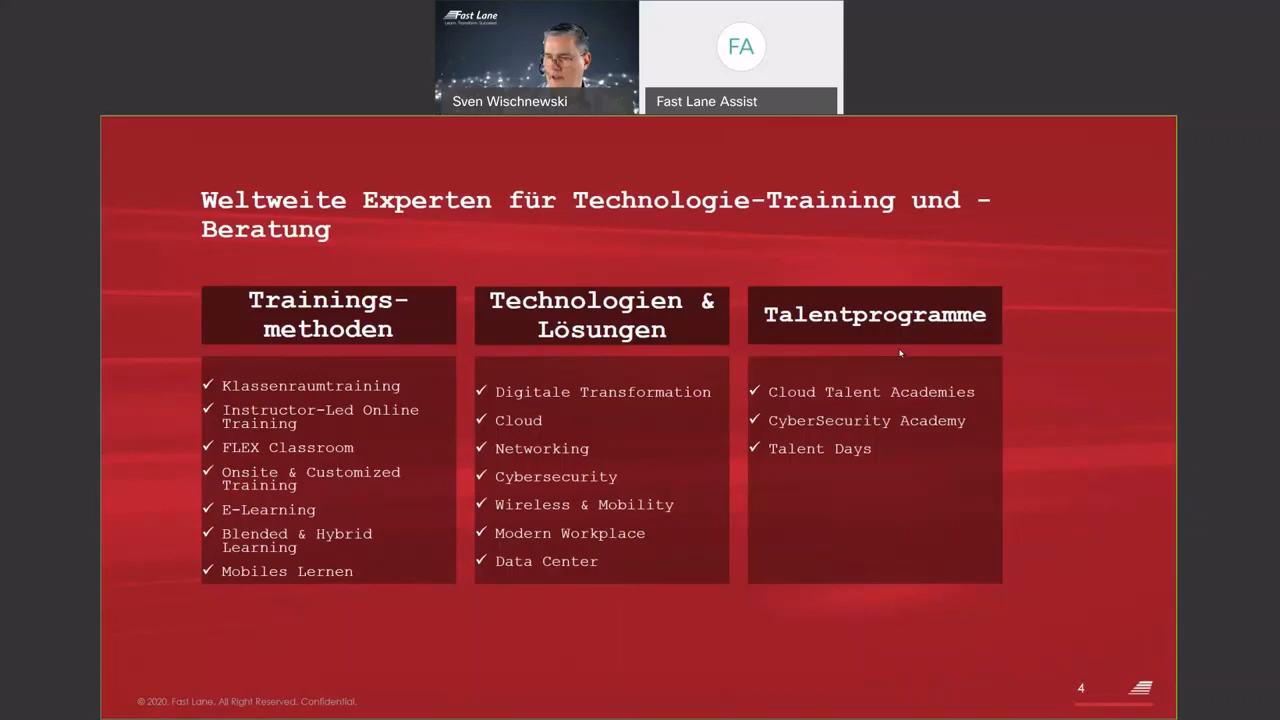 Fast Lane
Learn. Transform. Succeed.
FA
Sven Wischnewski
Fast Lane Assist
Weltweite Experten für Technologie-Training und -
Beratung
Trainings-
methoden
Klassenraumtraining
Instructor-Led Online
Training
FLEX Classroom
Onsite & Customized
Training
E-Learning
Blended & Hybrid
Learning
Mobiles Lernen
Technologien &
Lösungen
Digitale Transformation
Cloud
Networking
Cybersecurity
Wireless & Mobility
Modern Workplace
Data Center
Talentprogramme
Cloud Talent Academies
CyberSecurity Academy
Talent Days
© 2020. Fast Lane. All Right Reserved. Confidential.
4